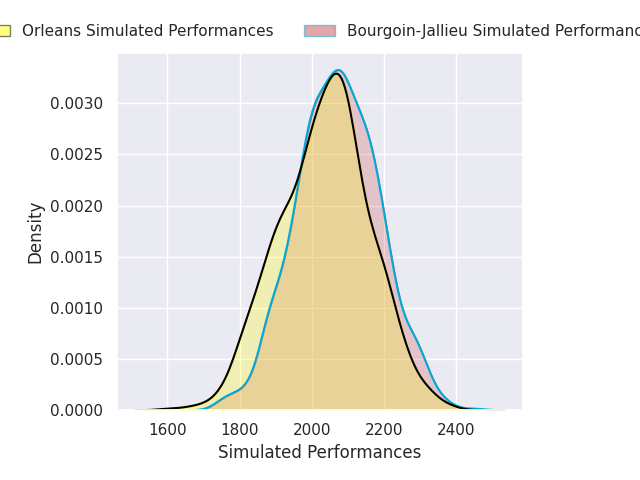 Orleans Simulated Performances
Bourgoin-Jallieu Simulated Performanc
0.0030
0.0025
0.0020
0.0015
0.0010
0.0005
0.0000
Density
1600 1800 2000 2200 2400
Simulated Performances